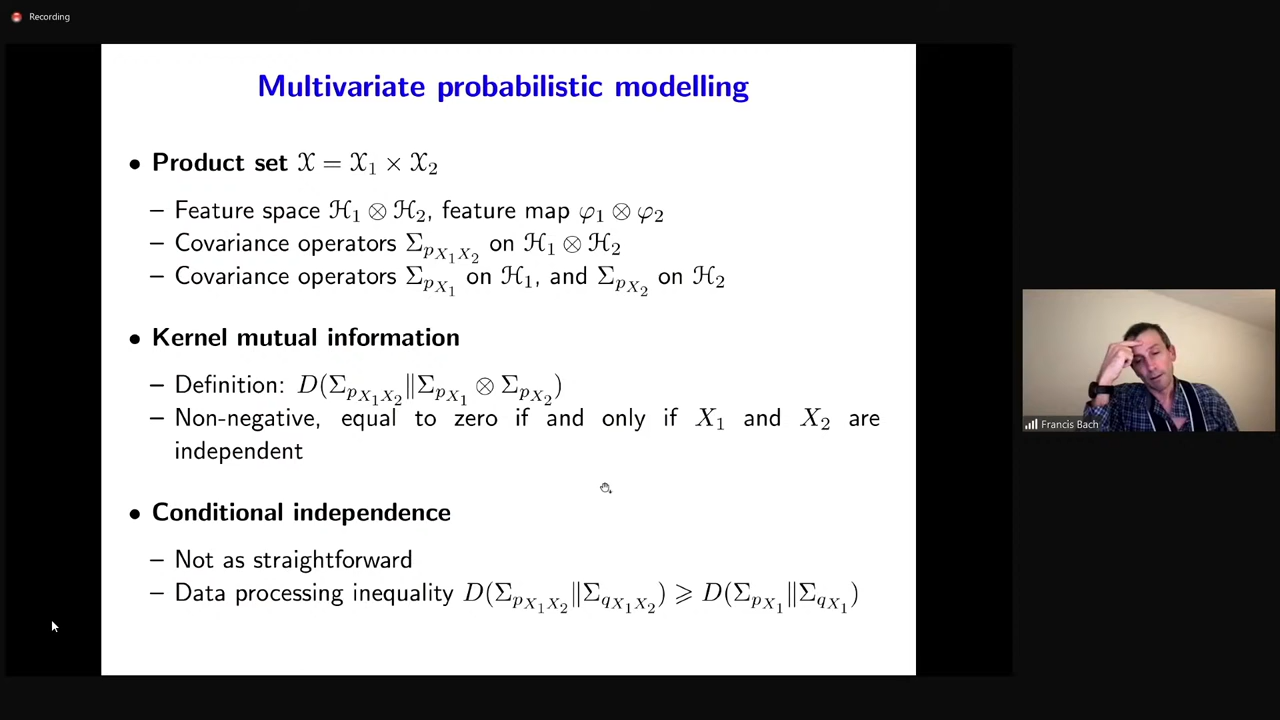 Recording
Multivariate probabilistic modelling
• Product set 𝒳 = 𝒳₁ × 𝒳₂
– Feature space ℋ₁ ⊗ ℋ₂, feature map φ₁ ⊗ φ₂
– Covariance operators Σ_{p_{X₁X₂}} on ℋ₁ ⊗ ℋ₂
– Covariance operators Σ_{p_{X₁}} on ℋ₁, and Σ_{p_{X₂}} on ℋ₂
• Kernel mutual information
– Definition: D(Σ_{p_{X₁X₂}}‖Σ_{p_{X₁}} ⊗ Σ_{p_{X₂}})
– Non-negative, equal to zero if and only if X₁ and X₂ are
independent
• Conditional independence
– Not as straightforward
– Data processing inequality D(Σ_{p_{X₁X₂}}‖Σ_{q_{X₁X₂}}) ⩾ D(Σ_{p_{X₁}}‖Σ_{q_{X₁}})
Francis Bach